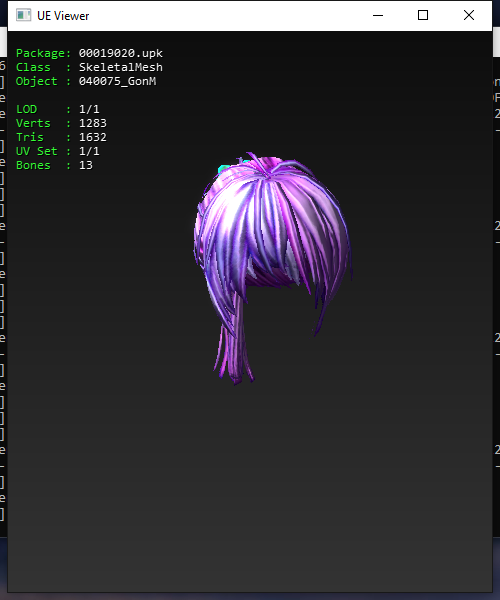 UE Viewer
Package: 00019020.upk
Class : SkeletalMesh
Object : 040075_GonM
LOD : 1/1
Verts : 1283
Tris : 1632
UV Set : 1/1
Bones : 13